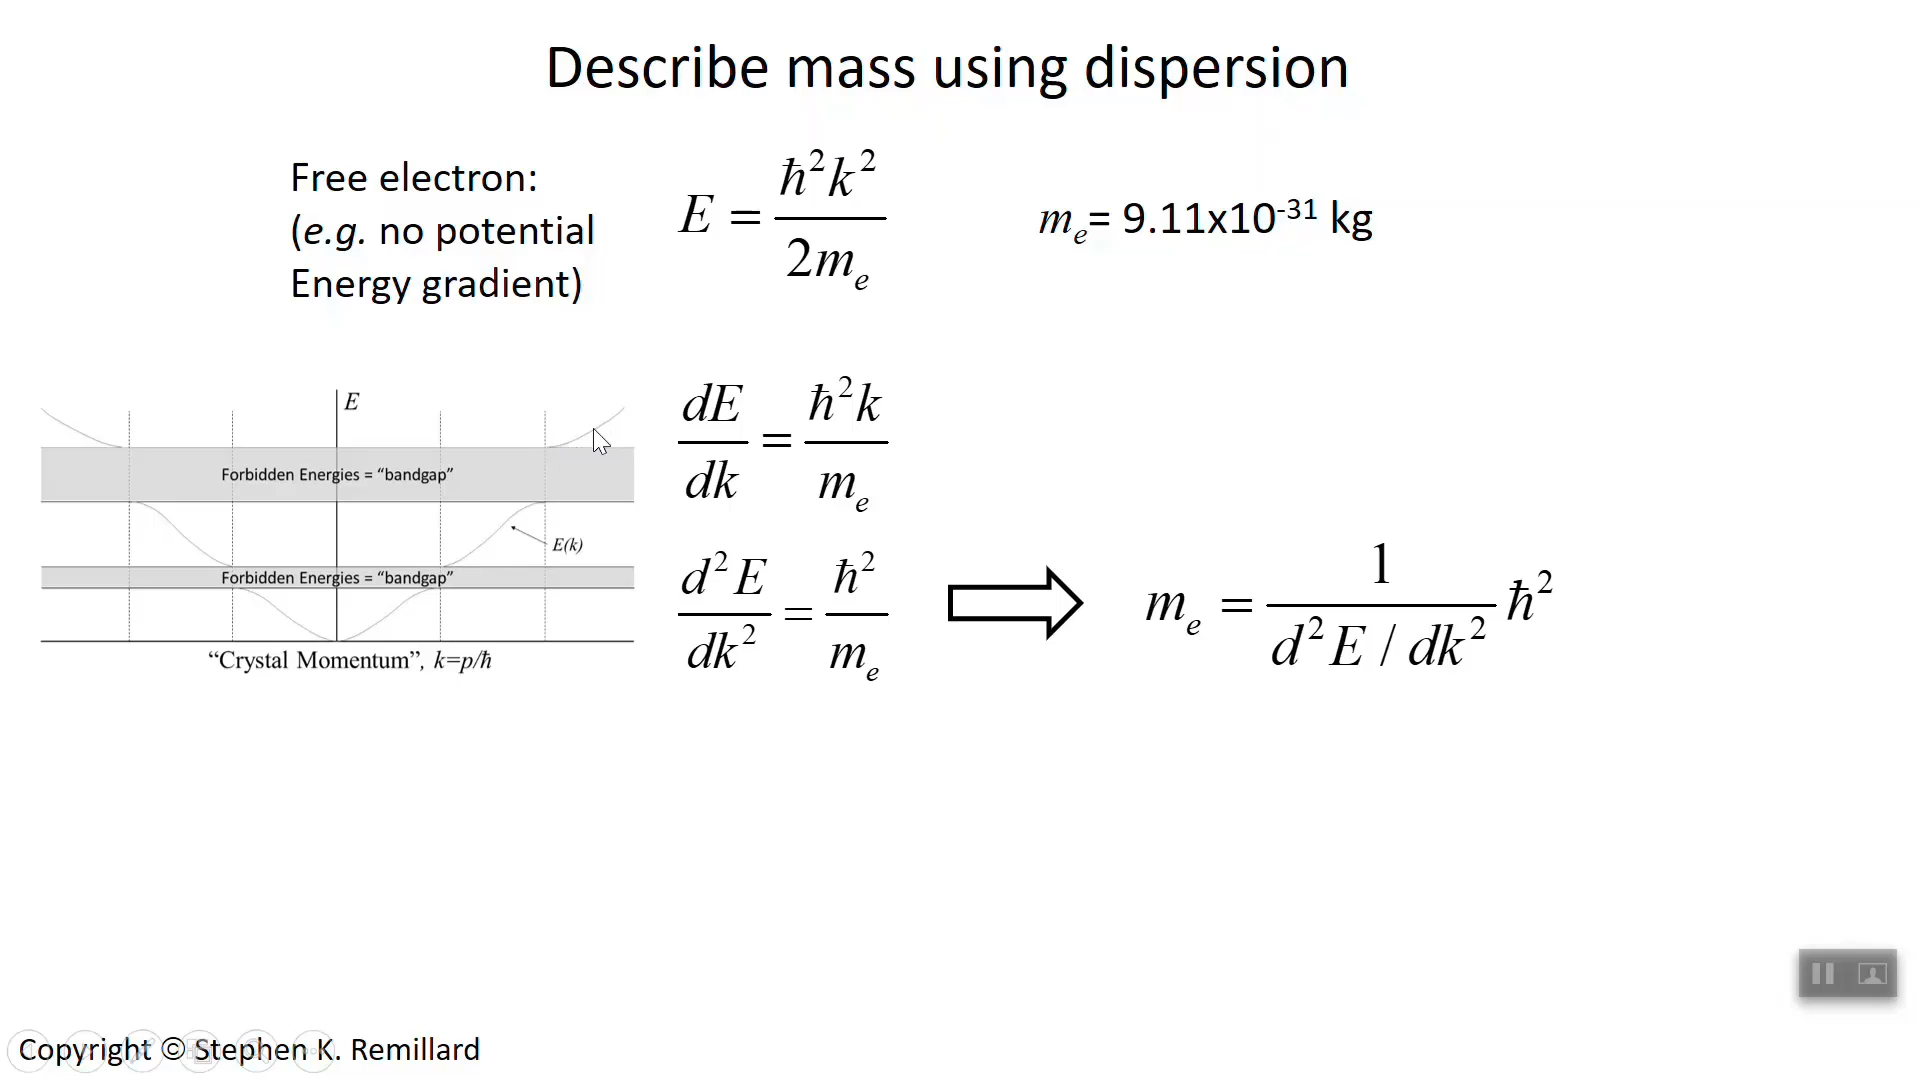 Describe mass using dispersion
Free electron:
(e.g. no potential
Energy gradient)
E = ħ²k² / 2mₑ
mₑ= 9.11x10⁻³¹ kg
E
Forbidden Energies = “bandgap”
E(k)
Forbidden Energies = “bandgap”
“Crystal Momentum”, k=p/ħ
dE/dk = ħ²k / mₑ
d²E/dk² = ħ² / mₑ
mₑ = 1 / (d²E / dk²) ħ²
Copyright © Stephen K. Remillard